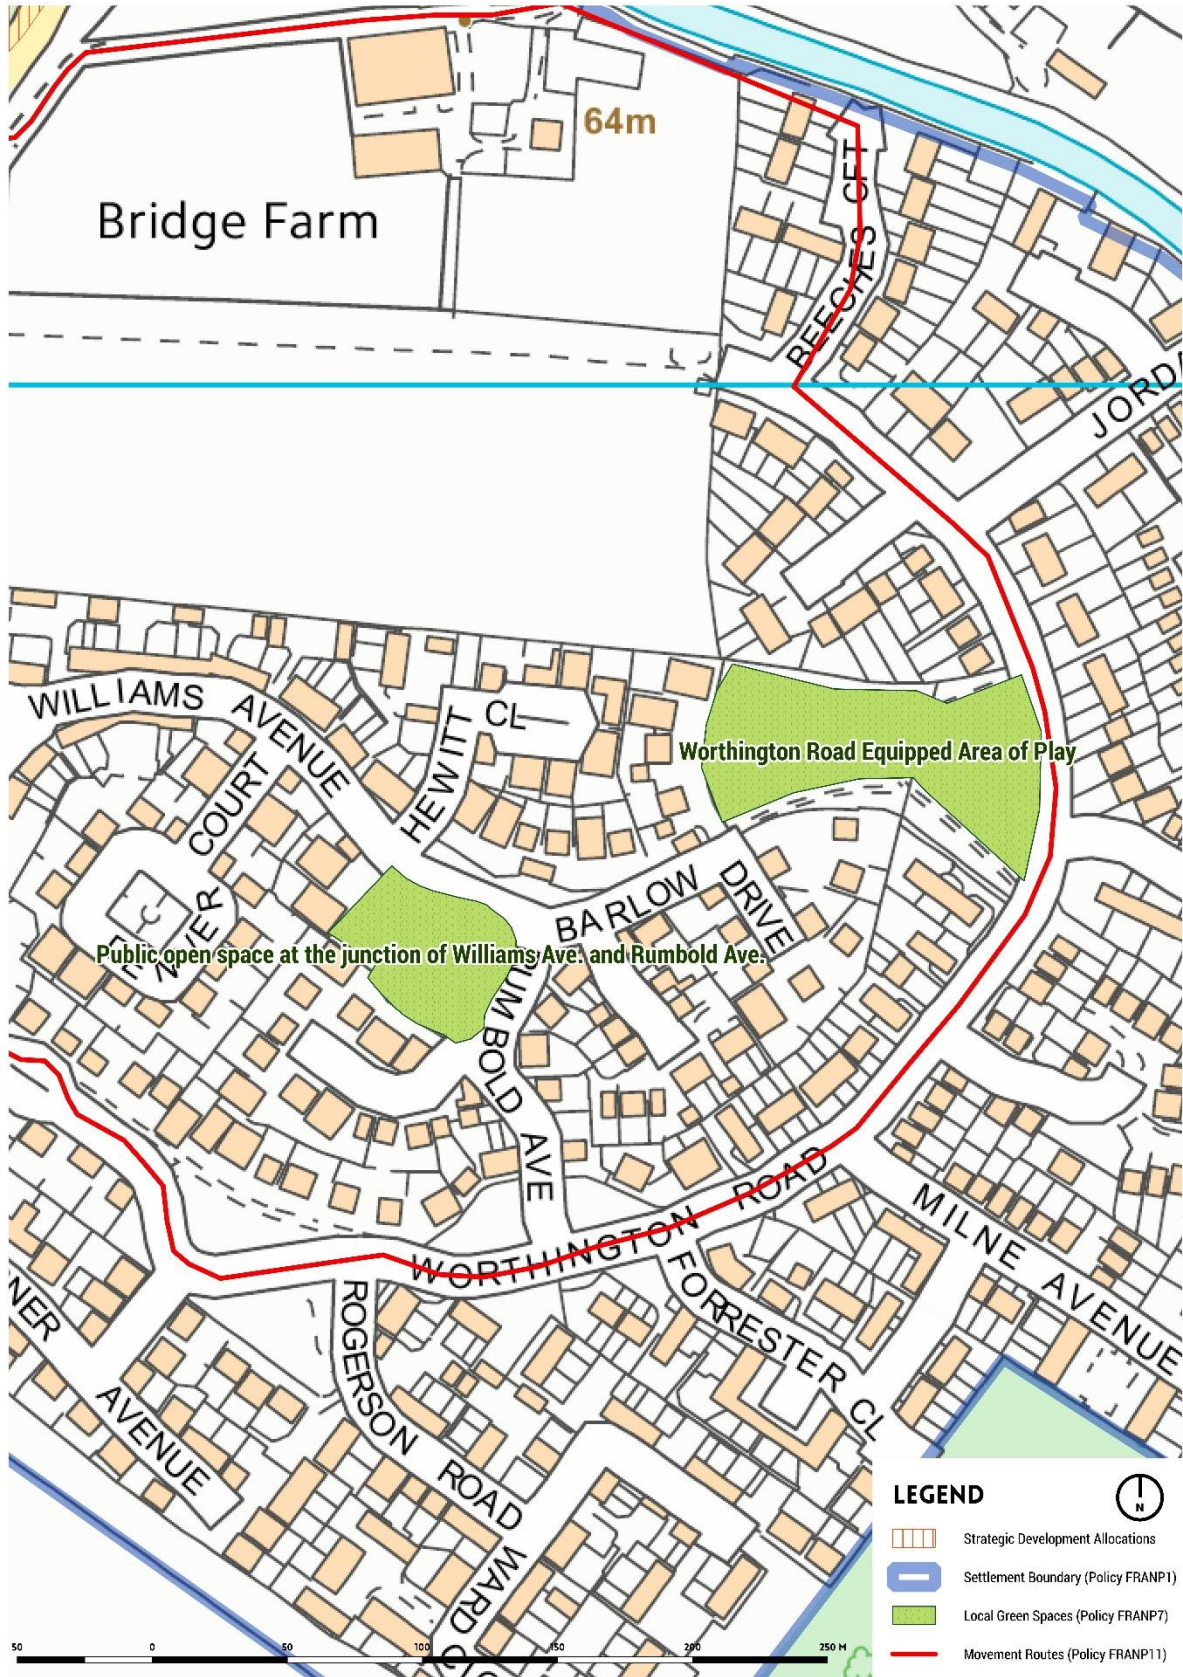 64m
Bridge Farm
BEECHES CFT
WILLIAMS AVENUE
HEWITT CL
COURT
Worthington Road Equipped Area of Play
BARLOW DRIVE
Public open space at the junction of Williams Ave. and Rumbold Ave.
RUMBOLD AVE
WORTHINGTON ROAD
MILNE AVENUE
FORRESTER CL
ROGERSON ROAD
AVENUE
WARD
LEGEND
N
Strategic Development Allocations
Settlement Boundary (Policy FRANP1)
Local Green Spaces (Policy FRANP7)
Movement Routes (Policy FRANP11)
50 0 50 100 150 200 250 M